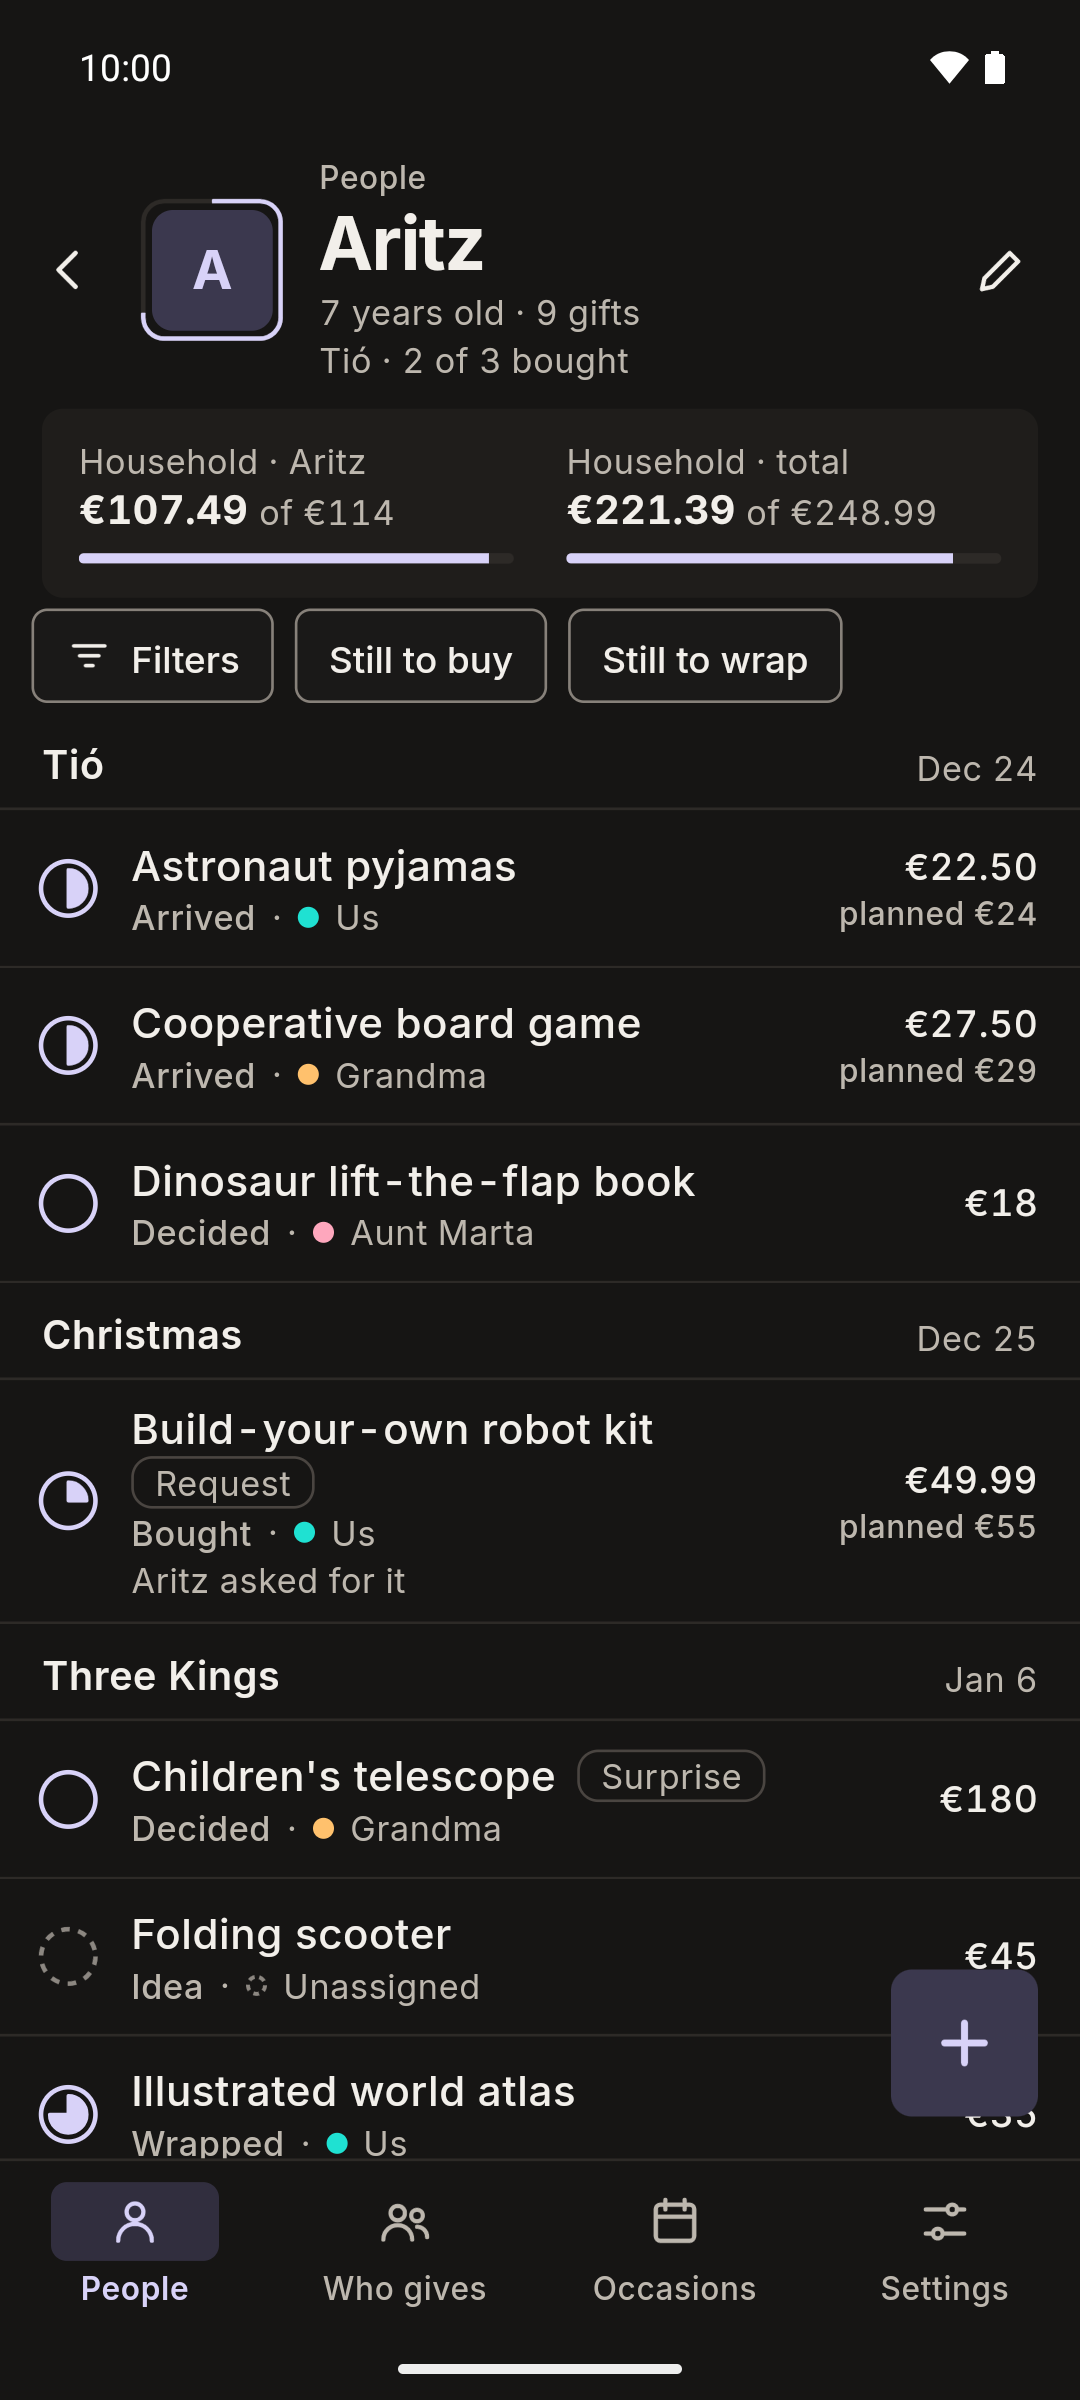 10:00
People
Aritz
A
7 years old · 9 gifts
Tió · 2 of 3 bought
Household · Aritz
€107.49 of €114
Household · total
€221.39 of €248.99
Filters
Still to buy
Still to wrap
Tió
Dec 24
Astronaut pyjamas
Arrived · Us
€22.50
planned €24
Cooperative board game
Arrived · Grandma
€27.50
planned €29
Dinosaur lift-the-flap book
Decided · Aunt Marta
€18
Christmas
Dec 25
Build-your-own robot kit
Request
Bought · Us
Aritz asked for it
€49.99
planned €55
Three Kings
Jan 6
Children's telescope
Surprise
Decided · Grandma
€180
Folding scooter
Idea · Unassigned
€45
Illustrated world atlas
Wrapped · Us
People
Who gives
Occasions
Settings